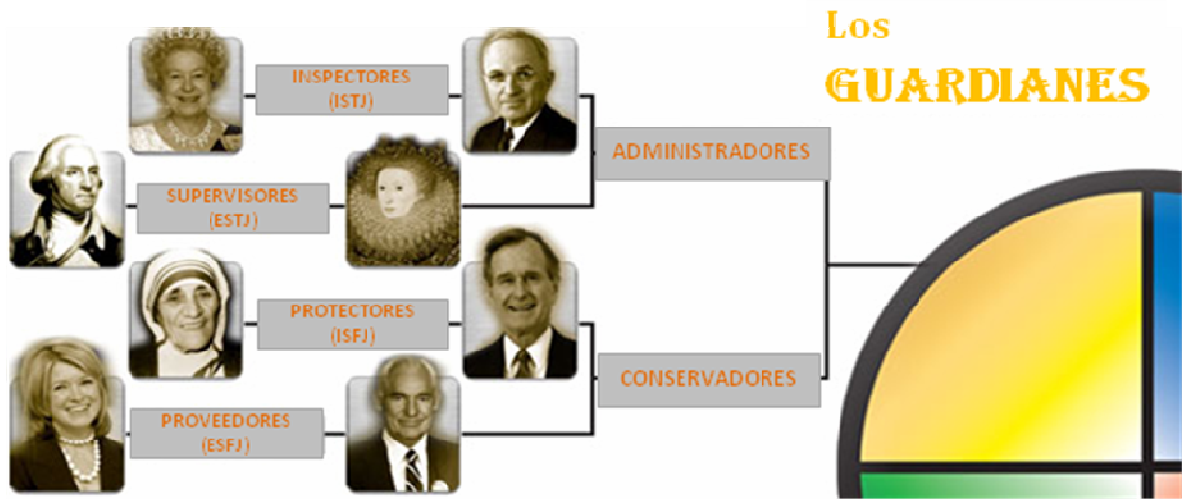 Los
GUARDIANES
INSPECTORES
(ISTJ)
ADMINISTRADORES
SUPERVISORES
(ESTJ)
PROTECTORES
(ISFJ)
CONSERVADORES
PROVEEDORES
(ESFJ)